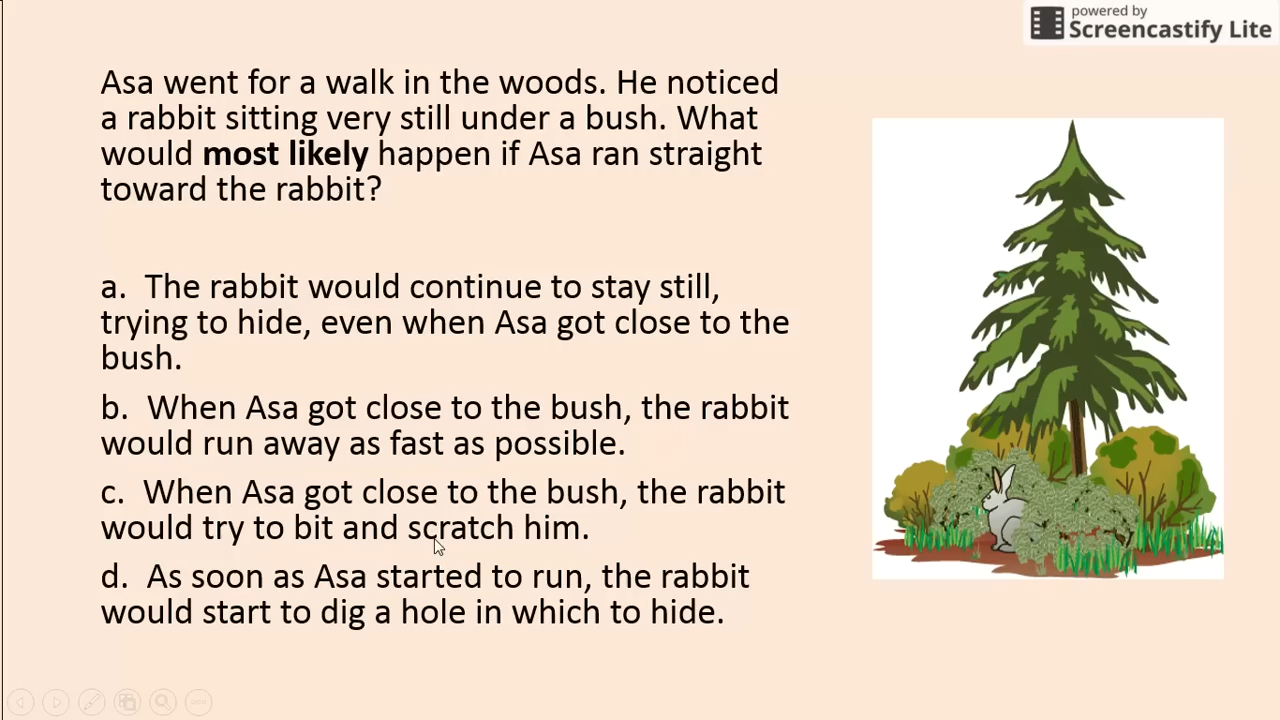 powered by
Screencastify Lite
Asa went for a walk in the woods. He noticed
a rabbit sitting very still under a bush. What
would most likely happen if Asa ran straight
toward the rabbit?
a. The rabbit would continue to stay still,
trying to hide, even when Asa got close to the
bush.
b. When Asa got close to the bush, the rabbit
would run away as fast as possible.
c. When Asa got close to the bush, the rabbit
would try to bit and scratch him.
d. As soon as Asa started to run, the rabbit
would start to dig a hole in which to hide.